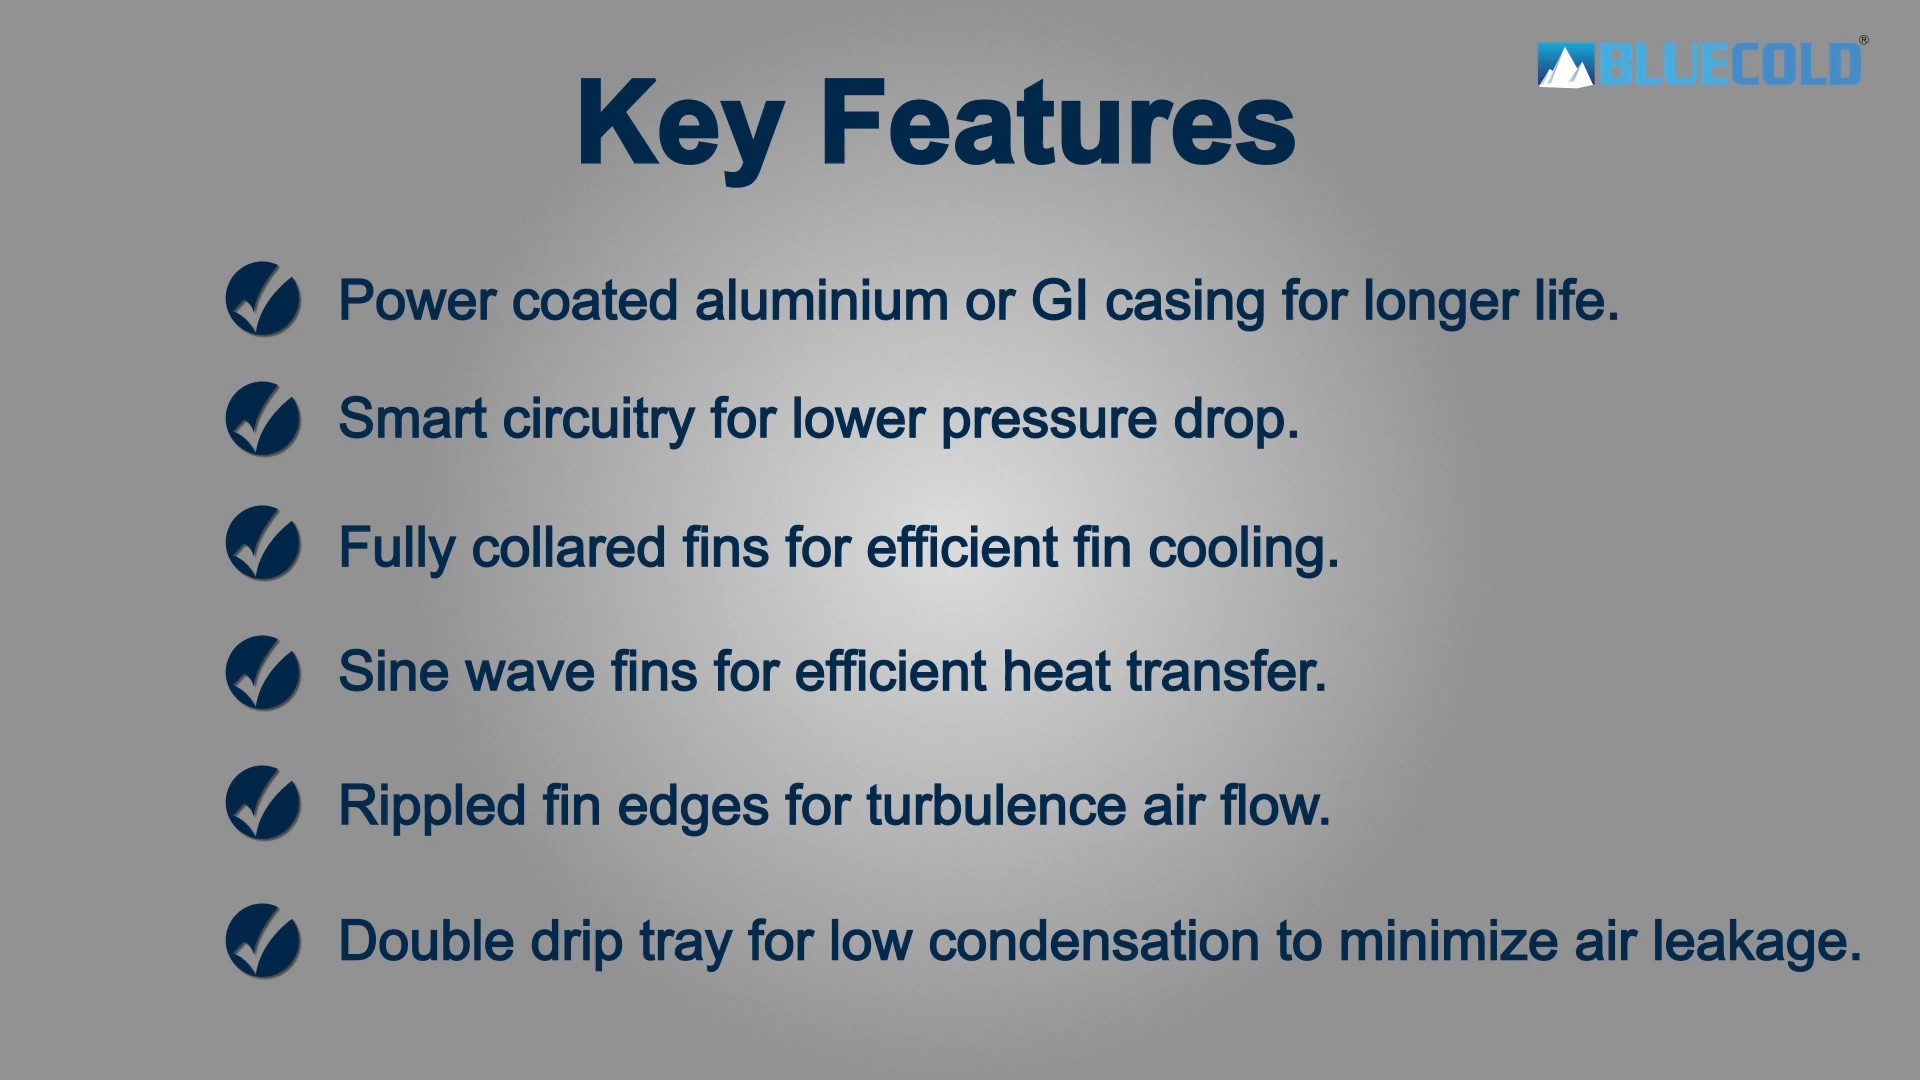 BLUECOLD®
Key Features
Power coated aluminium or GI casing for longer life.
Smart circuitry for lower pressure drop.
Fully collared fins for efficient fin cooling.
Sine wave fins for efficient heat transfer.
Rippled fin edges for turbulence air flow.
Double drip tray for low condensation to minimize air leakage.